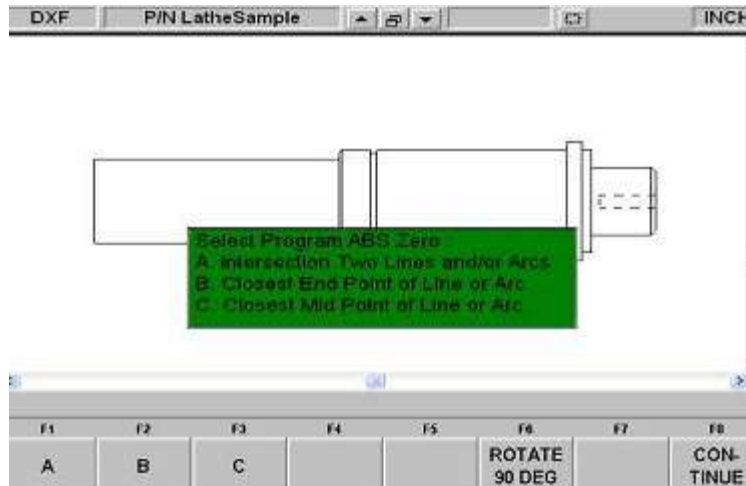 DXF P/N LatheSample INCH
Select Program ABS Zero :
A. Intersection Two Lines and/or Arcs
B. Closest End Point of Line or Arc
C. Closest Mid Point of Line or Arc
F1 F2 F3 F4 F5 F6 F7 F8
A B C ROTATE CON-
90 DEG TINUE